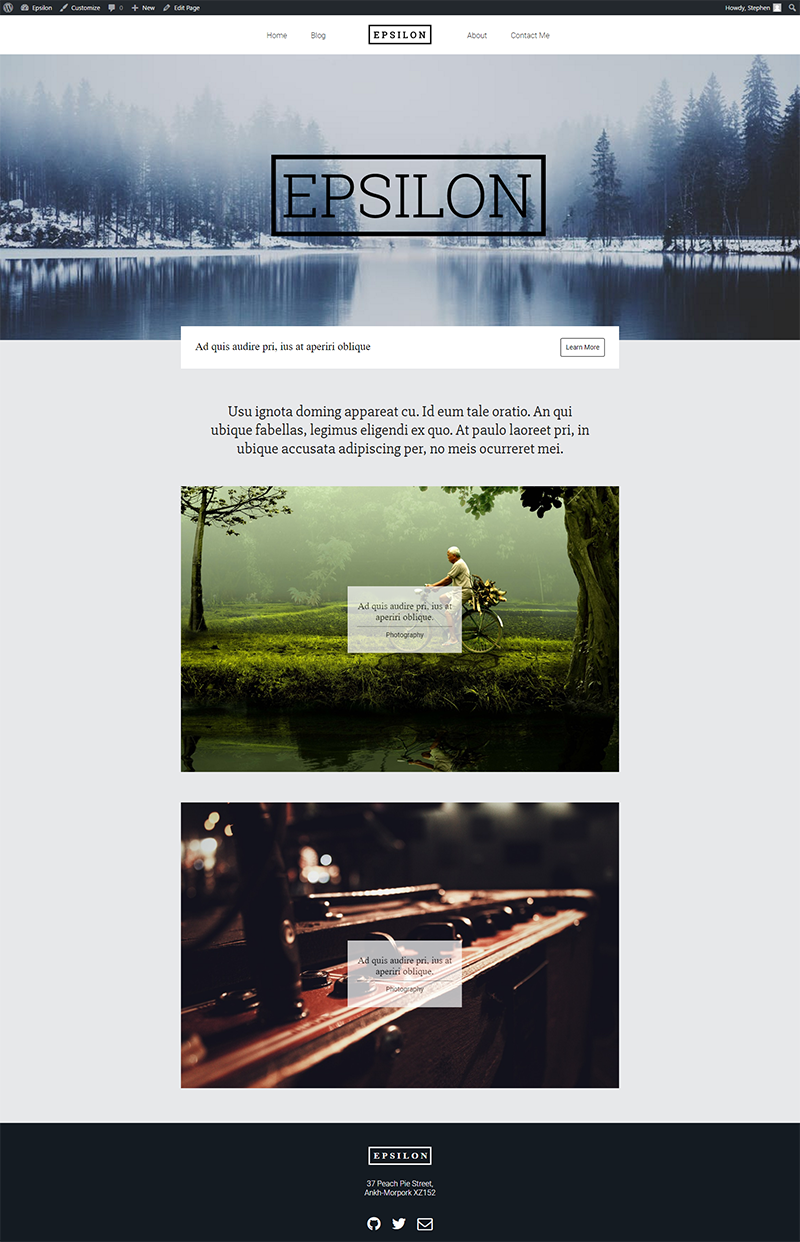 Epsilon Customize 0 New Edit Page Howdy, Stephen
Home Blog EPSILON About Contact Me
EPSILON
Ad quis audire pri, ius at aperiri oblique Learn More
Usu ignota doming appareat cu. Id eum tale oratio. An qui
ubique fabellas, legimus eligendi ex quo. At paulo laoreet pri, in
ubique accusata adipiscing per, no meis ocurreret mei.
Ad quis audire pri, ius at
aperiri oblique.
Photography
Ad quis audire pri, ius at
aperiri oblique.
Photography
EPSILON
37 Peach Pie Street,
Ankh-Morpork XZ152